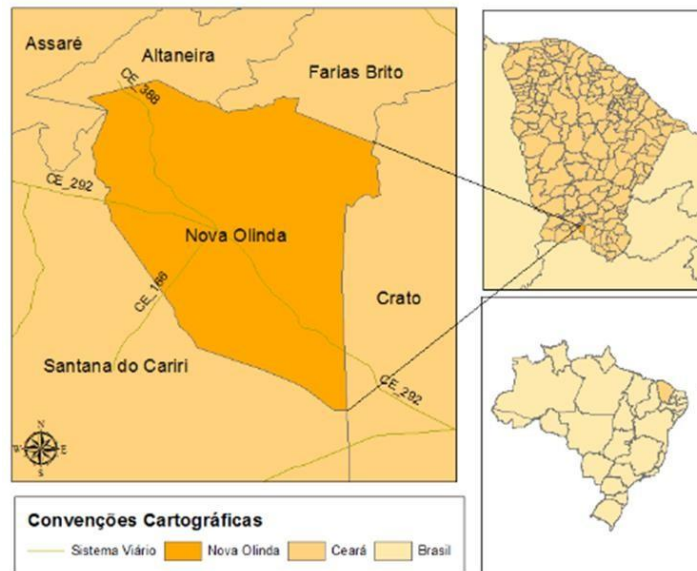 Assaré
Altaneira
Farias Brito
CE_388
CE_292
Nova Olinda
CE_166
Crato
Santana do Cariri
CE_292
N
W
E
S
Convenções Cartográficas
Sistema Viário
Nova Olinda
Ceará
Brasil